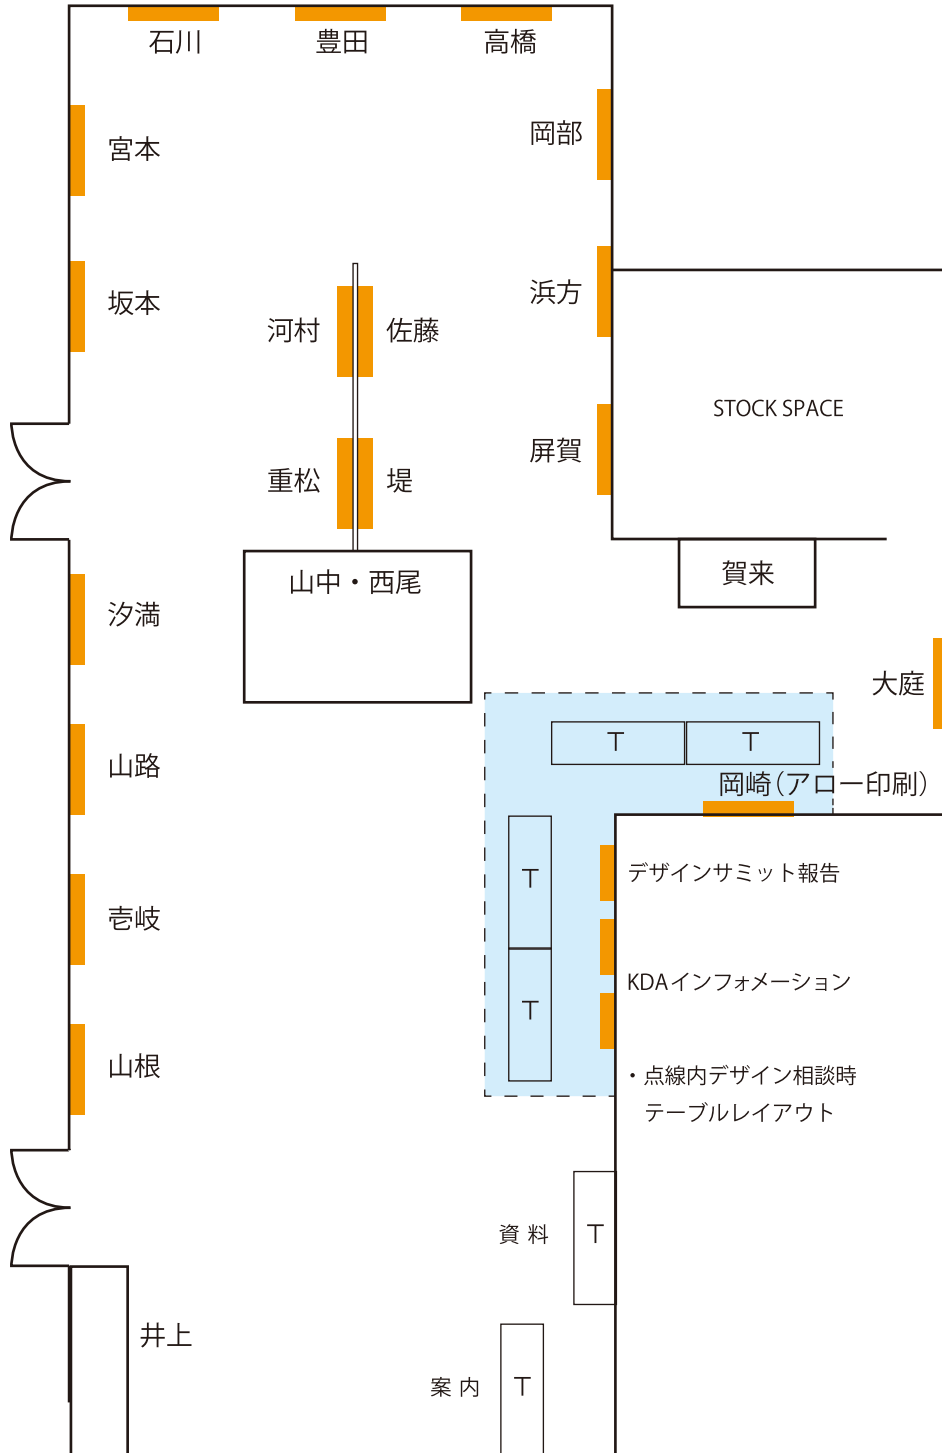 石川
豊田
高橋
宮本
岡部
坂本
浜方
河村
佐藤
STOCK SPACE
屏賀
重松
堤
賀来
山中・西尾
汐満
大庭
T
T
山路
岡崎(アロー印刷)
デザインサミット報告
T
壱岐
KDAインフォメーション
T
山根
・点線内デザイン相談時
テーブルレイアウト
資料
T
井上
案内
T